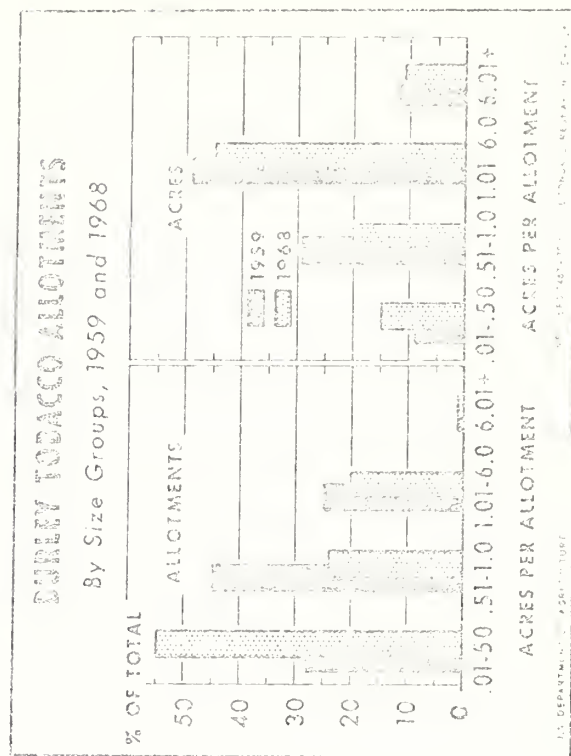 BURLEY TOBACCO ALLOTMENTS
By Size Groups, 1959 and 1968
% OF TOTAL
ALLOTMENTS
ACRES
1959
1968
50
40
30
20
10
0
.01-.50 .51-1.0 1.01-6.0 6.01+
.01-.50 .51-1.0 1.01 6.0 6.01+
ACRES PER ALLOTMENT
ACRES PER ALLOTMENT
DEPARTMENT